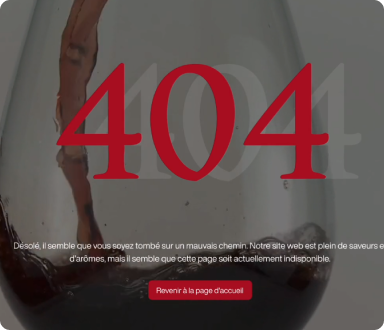 404
Désolé, il semble que vous soyez tombé sur un mauvais chemin. Notre site web est plein de saveurs e
d'arômes, mais il semble que cette page soit actuellement indisponible.
Revenir à la page d'accueil